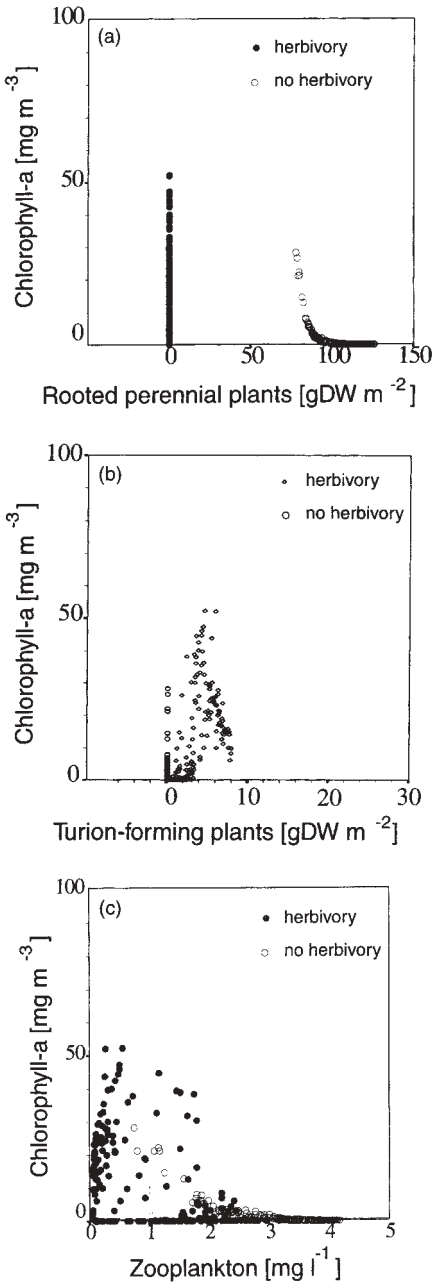 100
(a)
herbivory
no herbivory
Chlorophyll-a [mg m -3]
50
0
0 50 100 150
Rooted perennial plants [gDW m -2]
100
(b)
herbivory
no herbivory
Chlorophyll-a [mg m -3]
50
0
0 10 20 30
Turion-forming plants [gDW m -2]
100
(c)
herbivory
no herbivory
Chlorophyll-a [mg m -3]
50
0
0 1 2 3 4 5
Zooplankton [mg l -1]